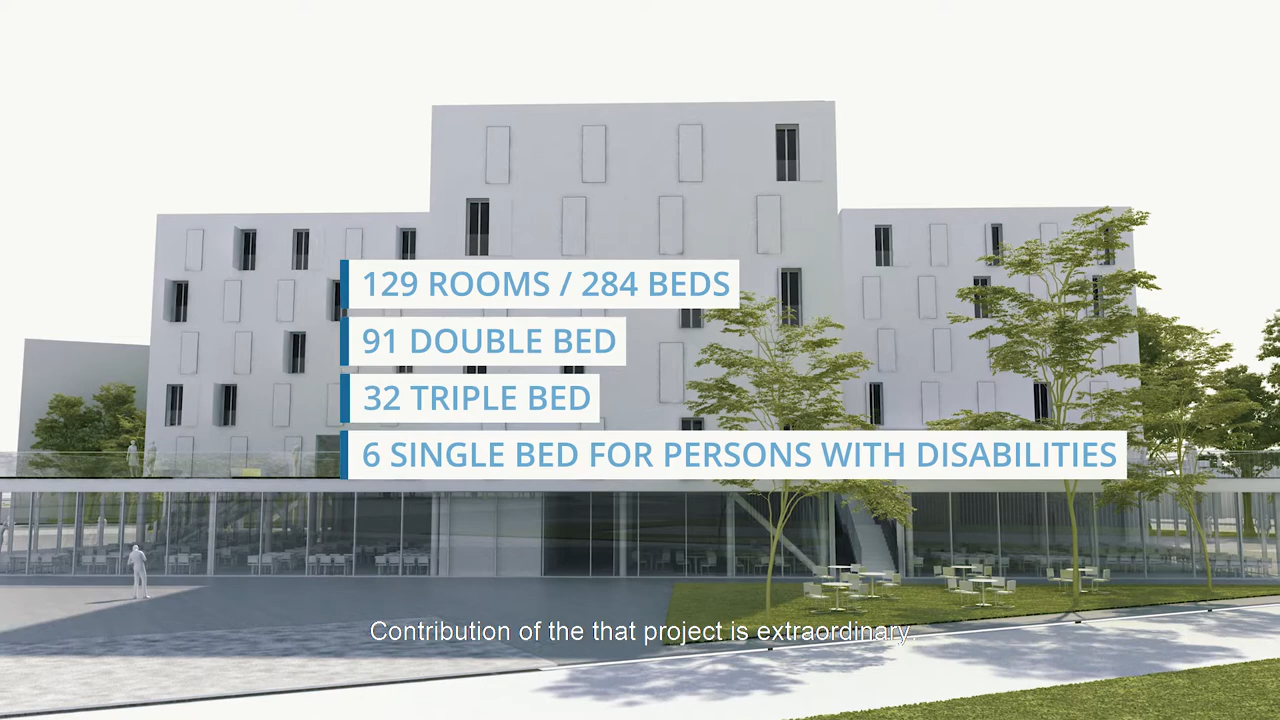 129 ROOMS / 284 BEDS
91 DOUBLE BED
32 TRIPLE BED
6 SINGLE BED FOR PERSONS WITH DISABILITIES
Contribution of the that project is extraordinary.